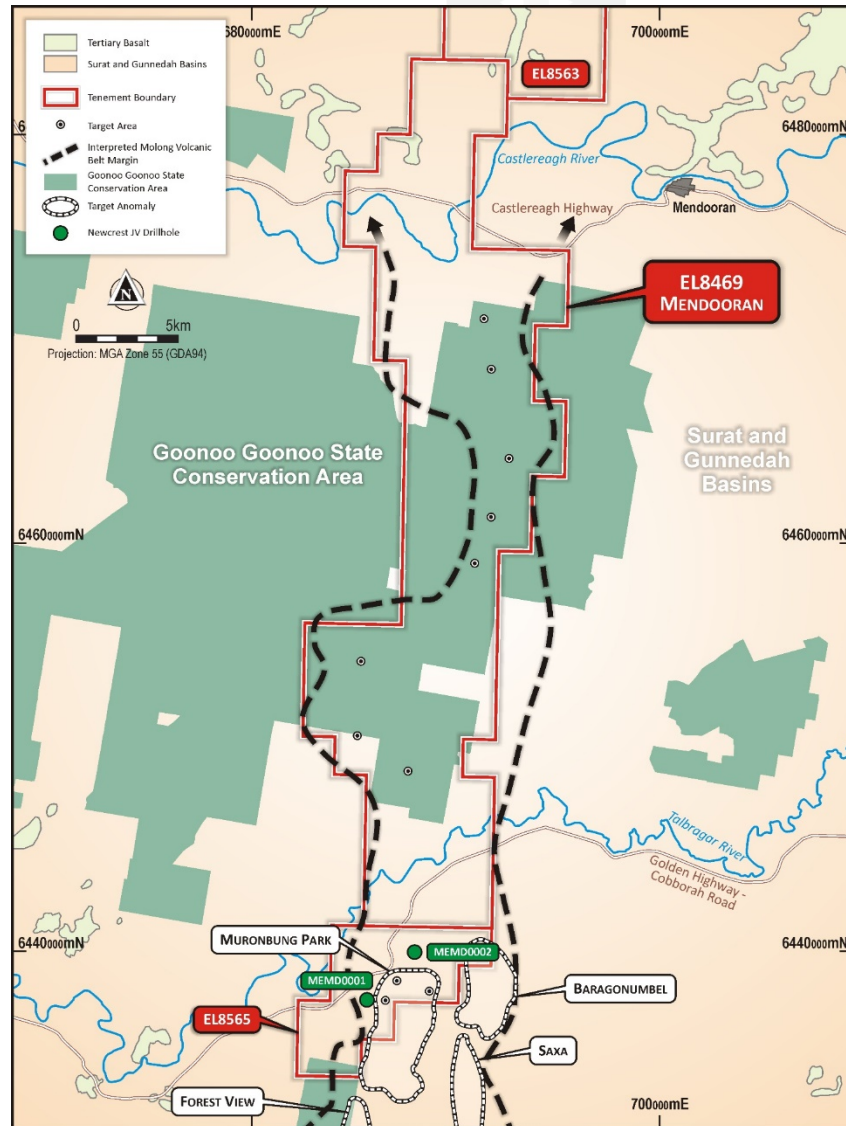 680000mE
700000mE
Tertiary Basalt
Surat and Gunnedah Basins
Tenement Boundary
Target Area
Interpreted Molong Volcanic
Belt Margin
Goonoo Goonoo State
Conservation Area
Target Anomaly
Newcrest JV Drillhole
EL8563
6480000mN
Castlereagh River
Castlereagh Highway
Mendooran
N
0 5km
Projection: MGA Zone 55 (GDA94)
EL8469
MENDOORAN
Goonoo Goonoo State
Conservation Area
Surat and
Gunnedah
Basins
6460000mN
6460000mN
Talbragar River
Golden Highway -
Cobborah Road
6440000mN
6440000mN
MURONBUNG PARK
MEMD0002
MEMD0001
BARAGONUMBEL
EL8565
SAXA
FOREST VIEW
700000mE